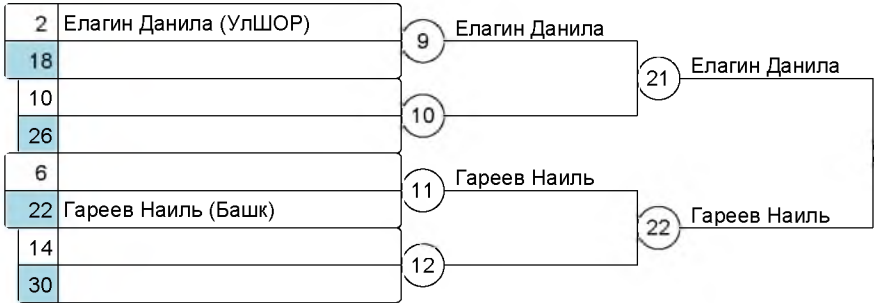 2 Елагин Данила (УлШОР)
9 Елагин Данила
18
21 Елагин Данила
10
10
26
6
11 Гареев Наиль
22 Гареев Наиль (Башк)
22 Гареев Наиль
14
12
30